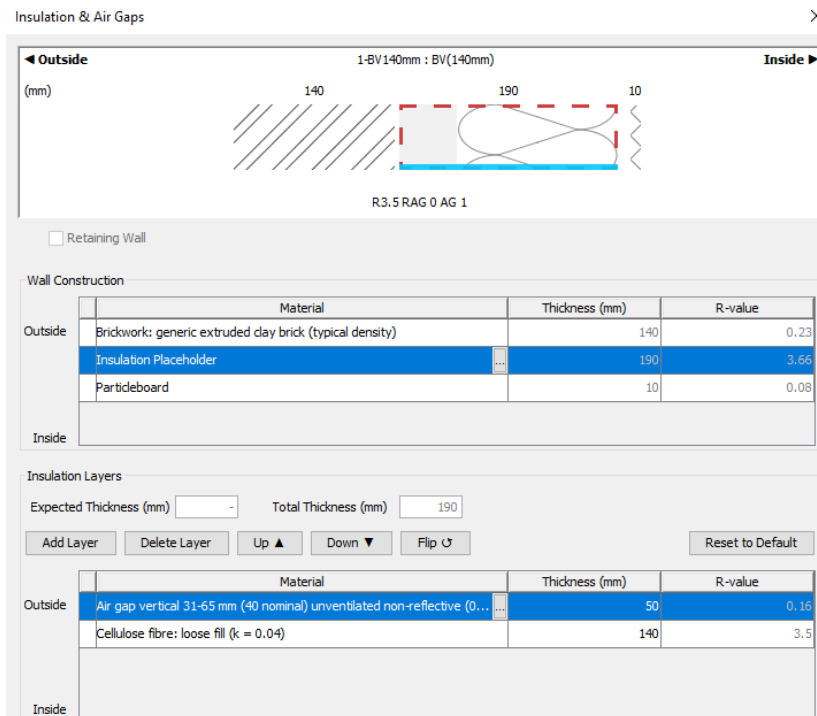 Insulation & Air Gaps
◄ Outside 1-BV140mm : BV(140mm) Inside ►
(mm) 140 190 10
R3.5 RAG 0 AG 1
Retaining Wall
Wall Construction
Material Thickness (mm) R-value
Outside Brickwork: generic extruded clay brick (typical density) 140 0.23
Insulation Placeholder ... 190 3.66
Particleboard 10 0.08
Inside
Insulation Layers
Expected Thickness (mm) - Total Thickness (mm) 190
Add Layer Delete Layer Up ▲ Down ▼ Flip ↺ Reset to Default
Material Thickness (mm) R-value
Outside Air gap vertical 31-65 mm (40 nominal) unventilated non-reflective (0... ... 50 0.16
Cellulose fibre: loose fill (k = 0.04) 140 3.5
Inside